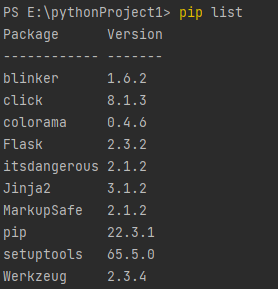 PS E:\pythonProject1> pip list
Package      Version
------------ -------
blinker      1.6.2
click        8.1.3
colorama     0.4.6
Flask        2.3.2
itsdangerous 2.1.2
Jinja2       3.1.2
MarkupSafe   2.1.2
pip          22.3.1
setuptools   65.5.0
Werkzeug     2.3.4